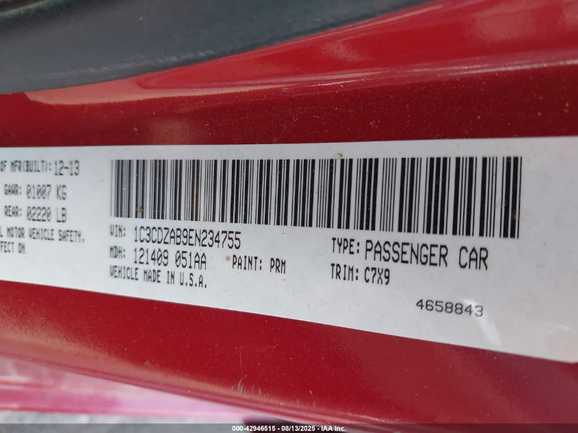 OF MFR(BUILT): 12-13
GAWR: 01007 KG
REAR: 02220 LB
MOTOR VEHICLE SAFETY,
FFECT ON
VIN: 1C3CDZAB9EN234755
MDH: 121409 051AA
PAINT: PRM
VEHICLE MADE IN U.S.A.
TYPE: PASSENGER CAR
TRIM: C7X9
4658843
000-42946515 - 08/13/2025 - IAA Inc.